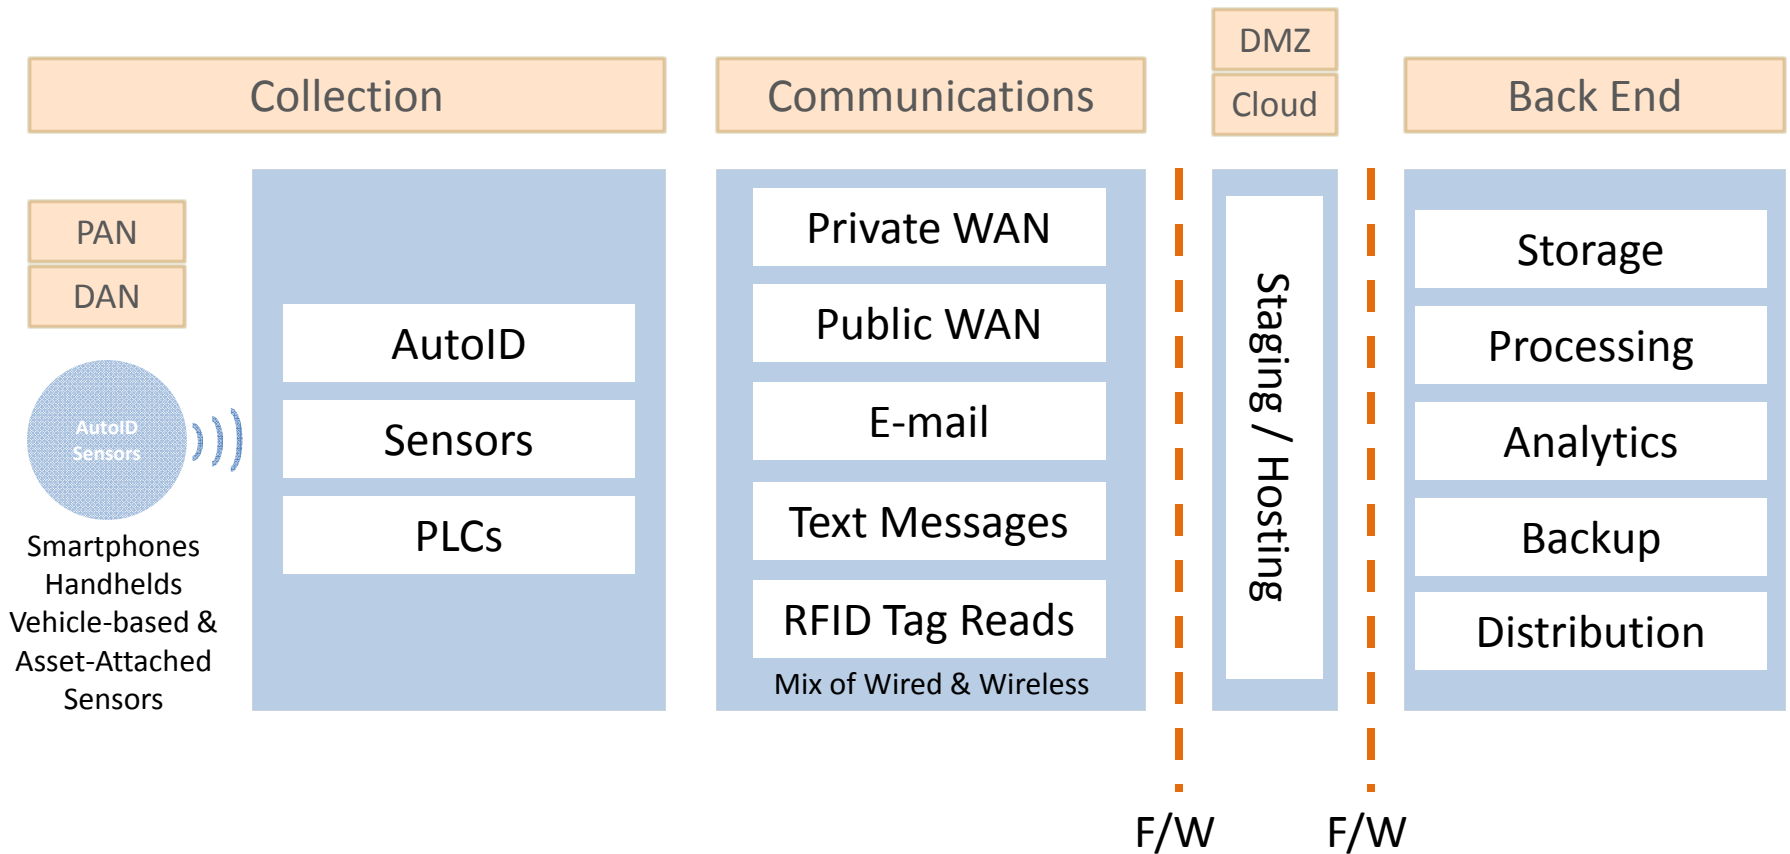 Collection
Communications
DMZ
Cloud
Back End
PAN
DAN
AutoID
Sensors
Smartphones
Handhelds
Vehicle-based &
Asset-Attached
Sensors
AutoID
Sensors
PLCs
Private WAN
Public WAN
E-mail
Text Messages
RFID Tag Reads
Mix of Wired & Wireless
Staging / Hosting
Storage
Processing
Analytics
Backup
Distribution
F/W
F/W